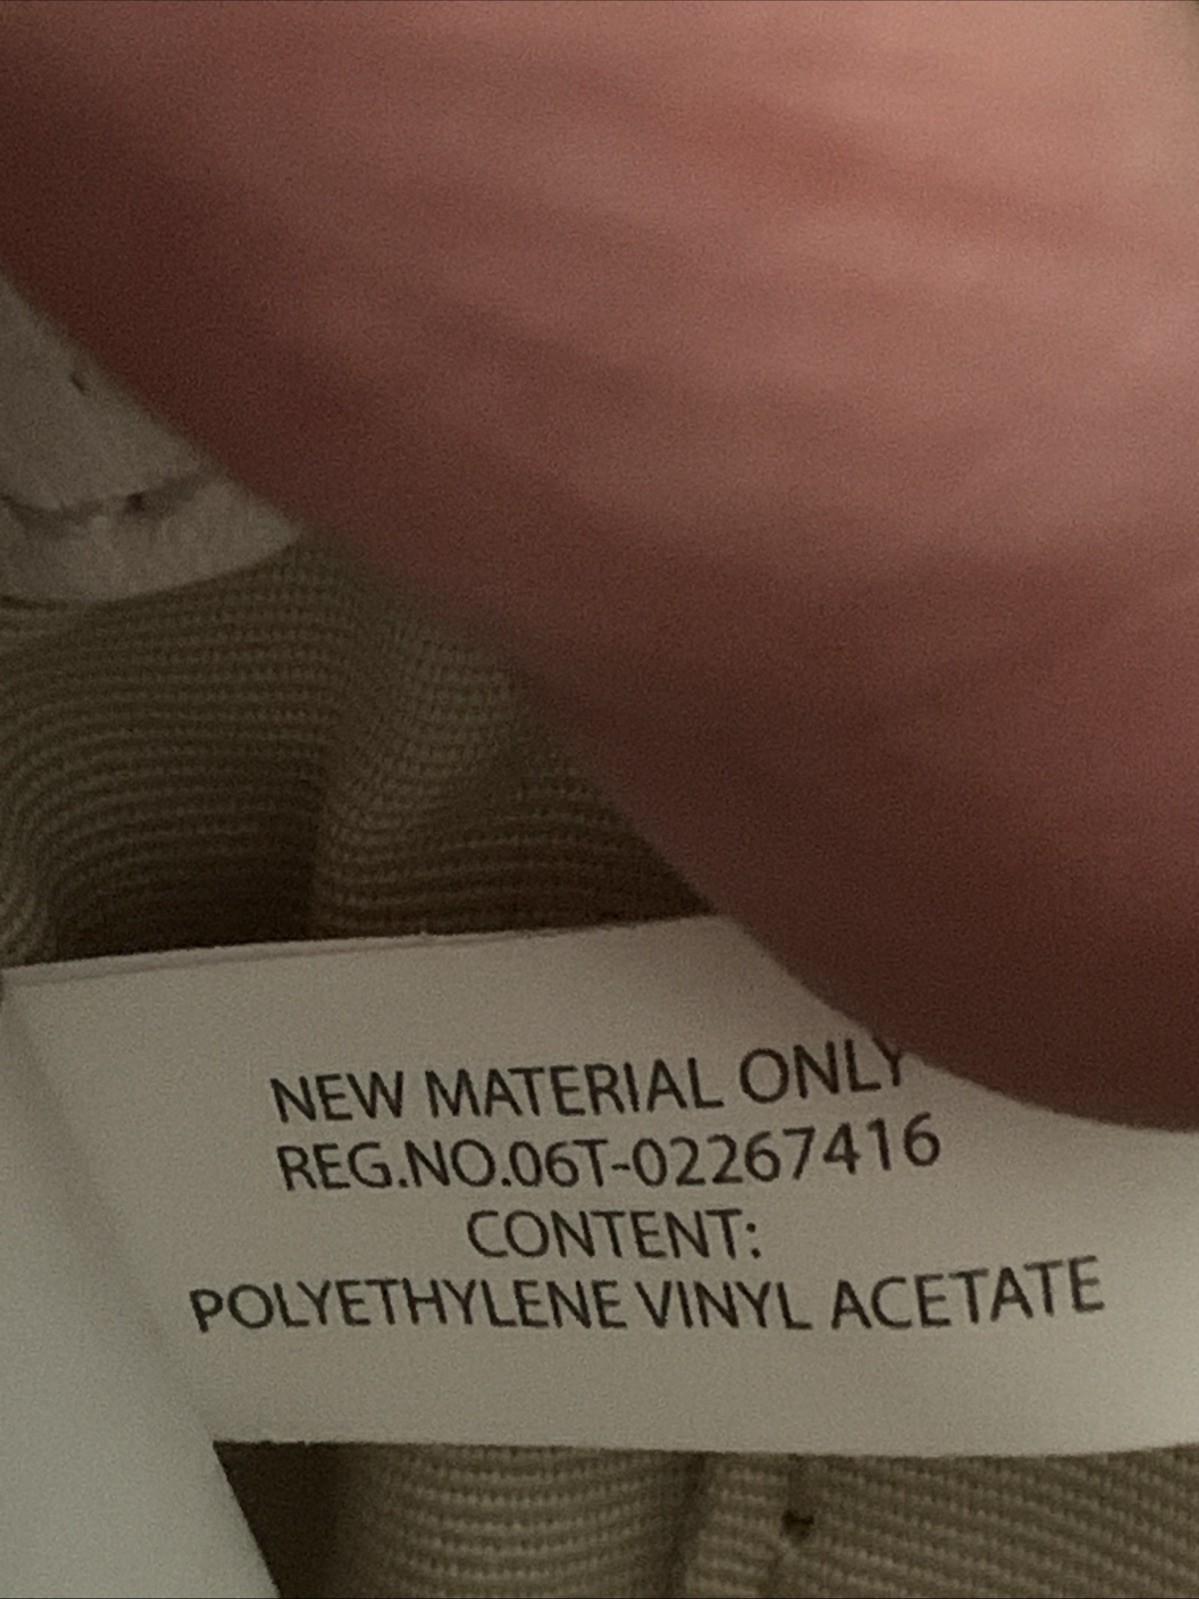 NEW MATERIAL ONLY
REG.NO.06T-02267416
CONTENT:
POLYETHYLENE VINYL ACETATE